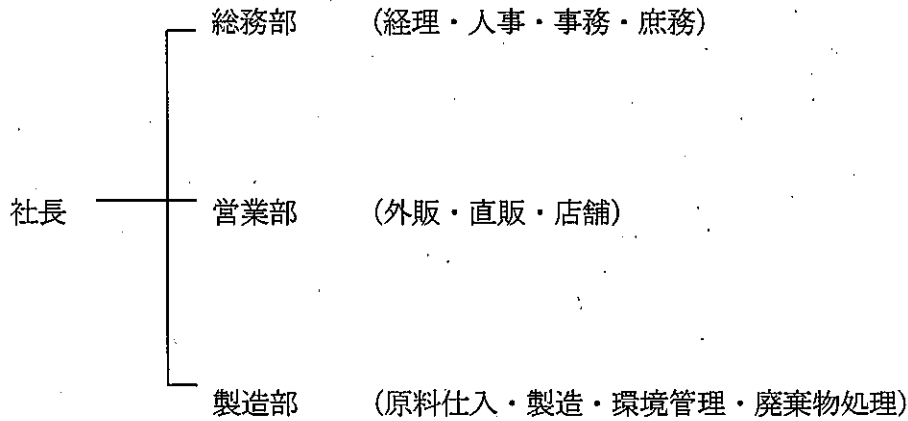 総務部 (経理・人事・事務・庶務)
社長 営業部 (外販・直販・店舗)
製造部 (原料仕入・製造・環境管理・廃棄物処理)